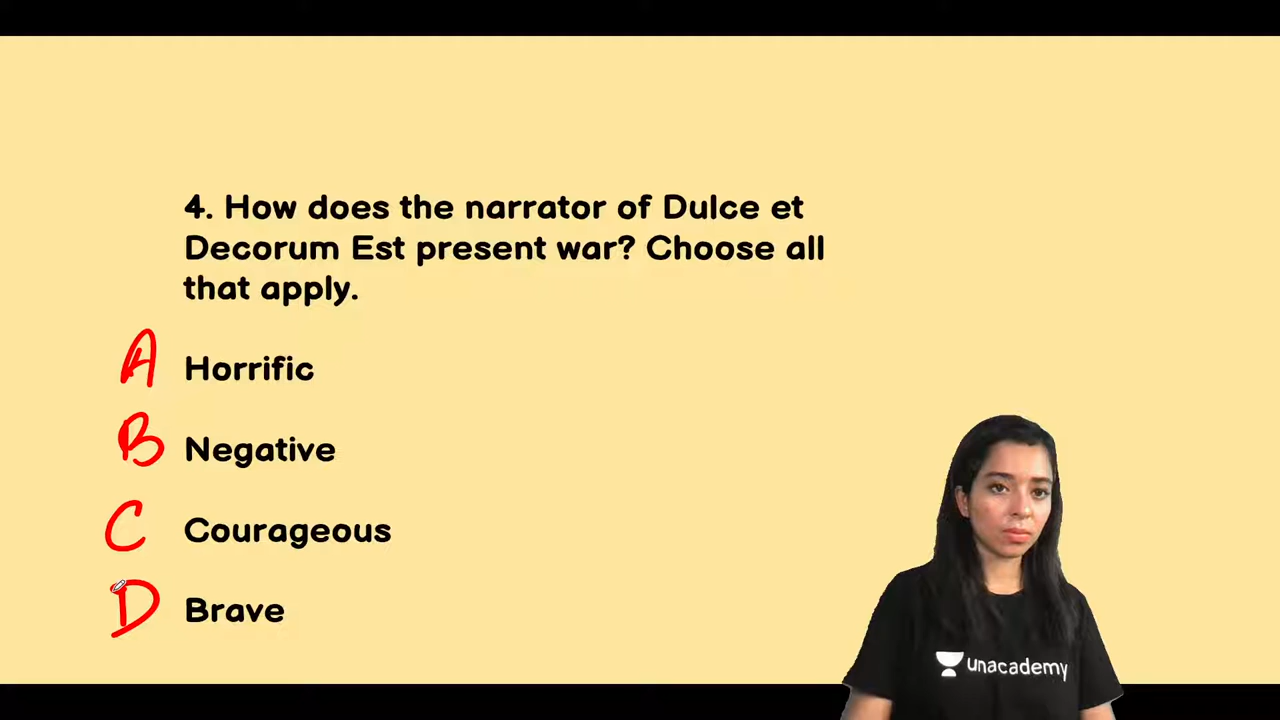 4. How does the narrator of Dulce et
Decorum Est present war? Choose all
that apply.
A Horrific
B Negative
C Courageous
D Brave
unacademy